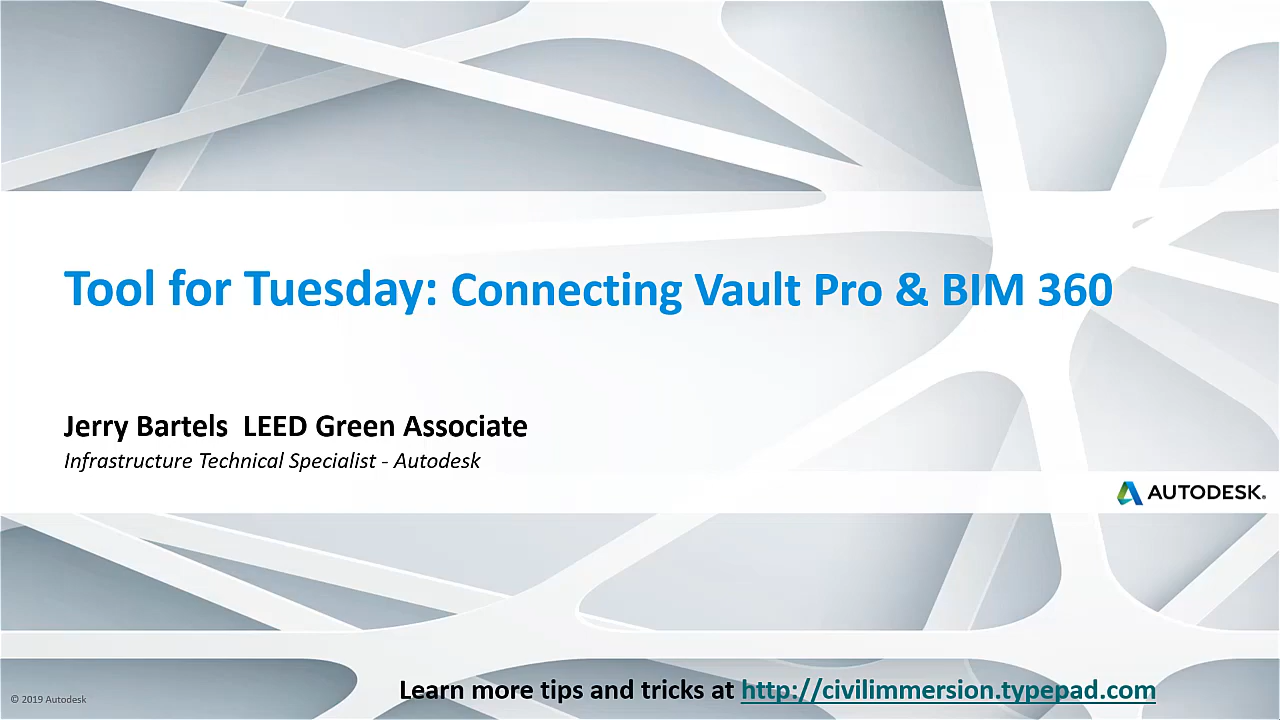 Tool for Tuesday: Connecting Vault Pro & BIM 360
Jerry Bartels  LEED Green Associate
Infrastructure Technical Specialist - Autodesk
AUTODESK.
© 2019 Autodesk
Learn more tips and tricks at http://civilimmersion.typepad.com